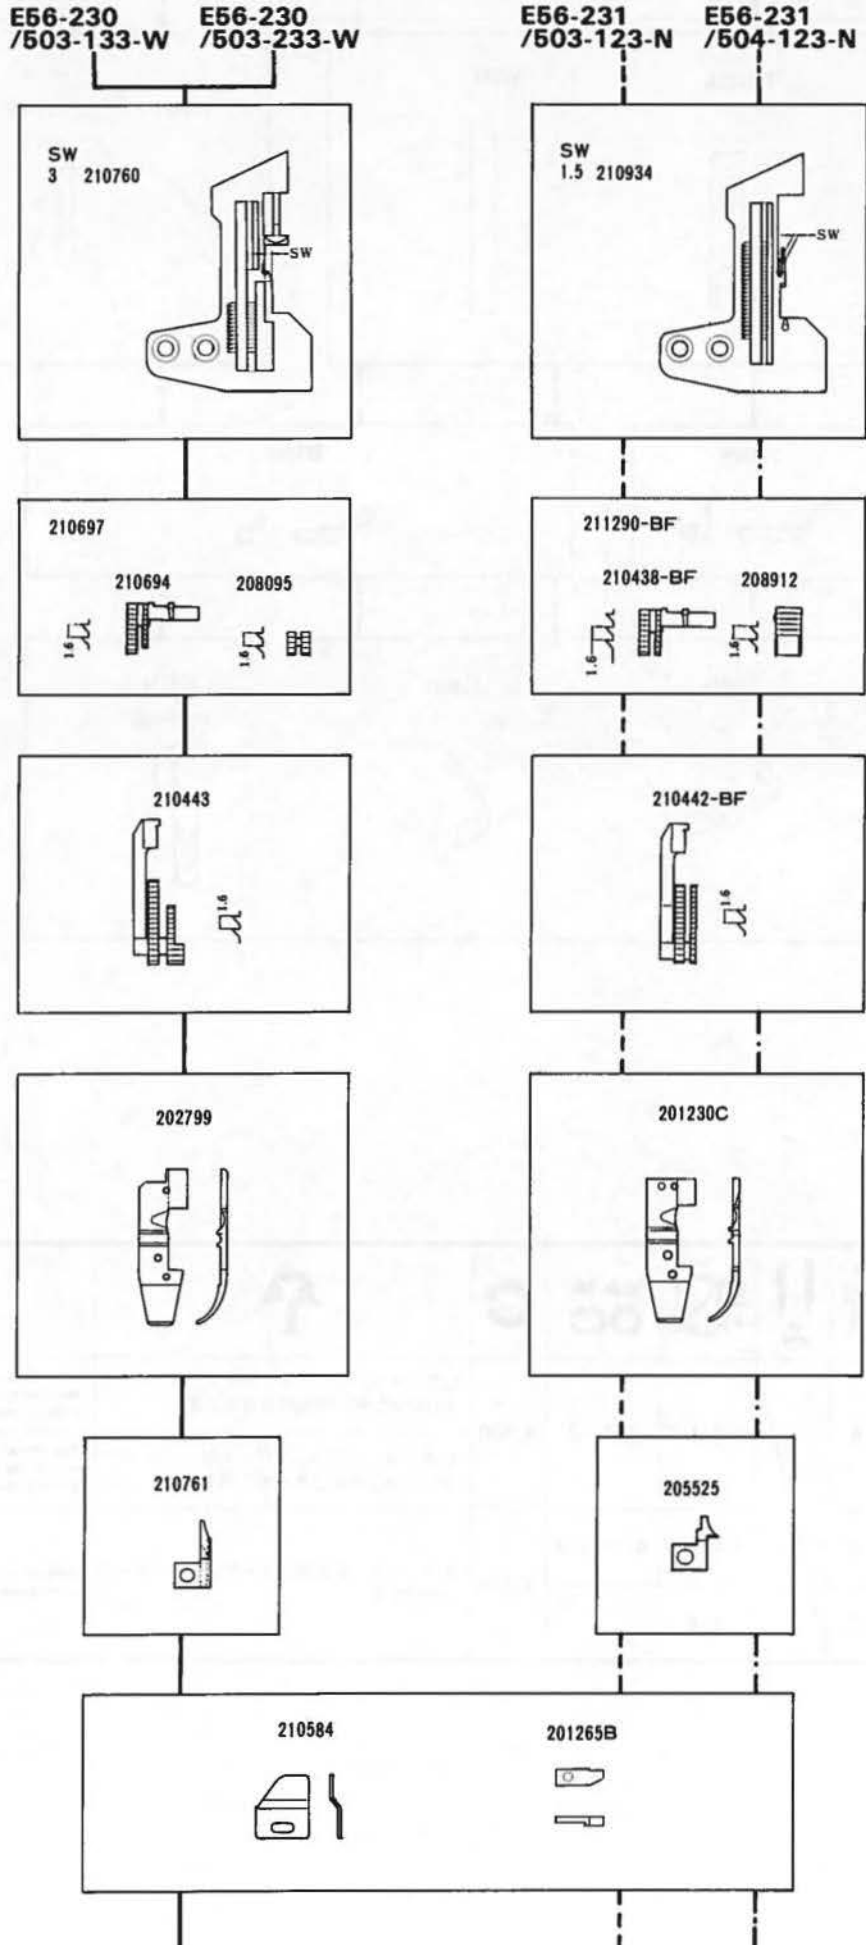 E56-230
/503-133-W
E56-230
/503-233-W
E56-231
/503-123-N
E56-231
/504-123-N
SW
3 210760
SW
SW
1.5 210934
SW
210697
210694
1.6
208095
1.6
211290-BF
210438-BF
1.6
208912
1.6
210443
1.6
210442-BF
1.6
202799
201230C
210761
205525
210584
201265B